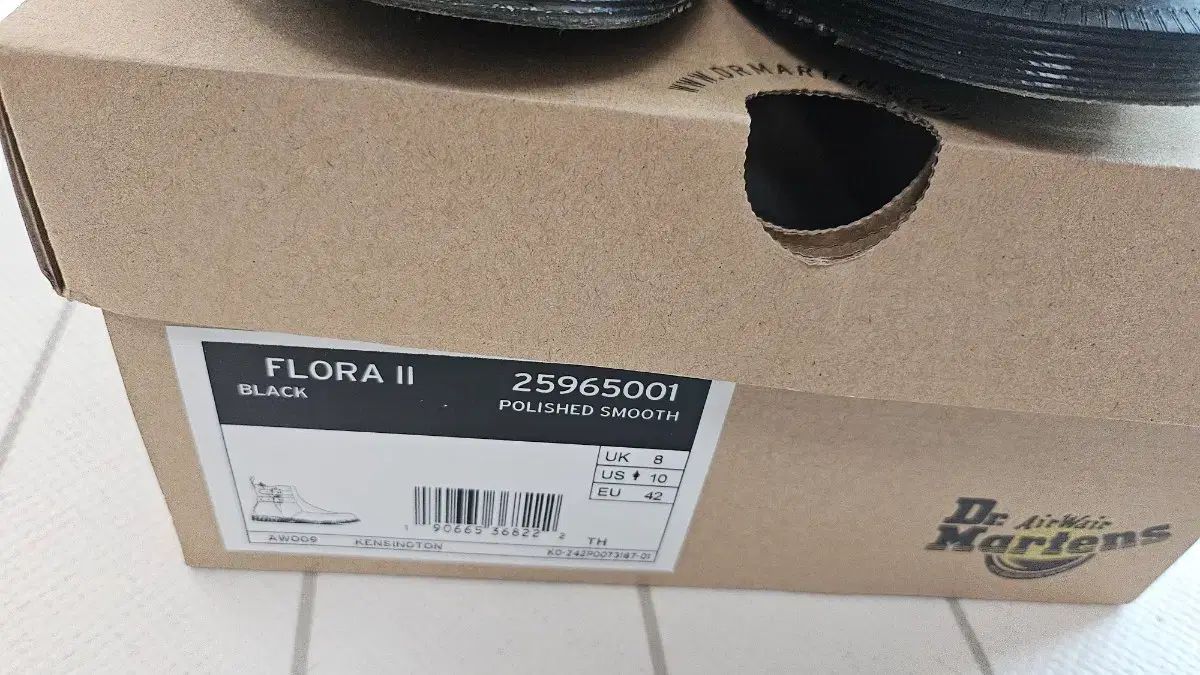 WWW.DRMARTENS.COM
FLORA II
BLACK
25965001
POLISHED SMOOTH
UK 8
US 10
EU 42
1 90665 36822 2
TH
AW009 KENSINGTON
Dr. AirWair
Martens